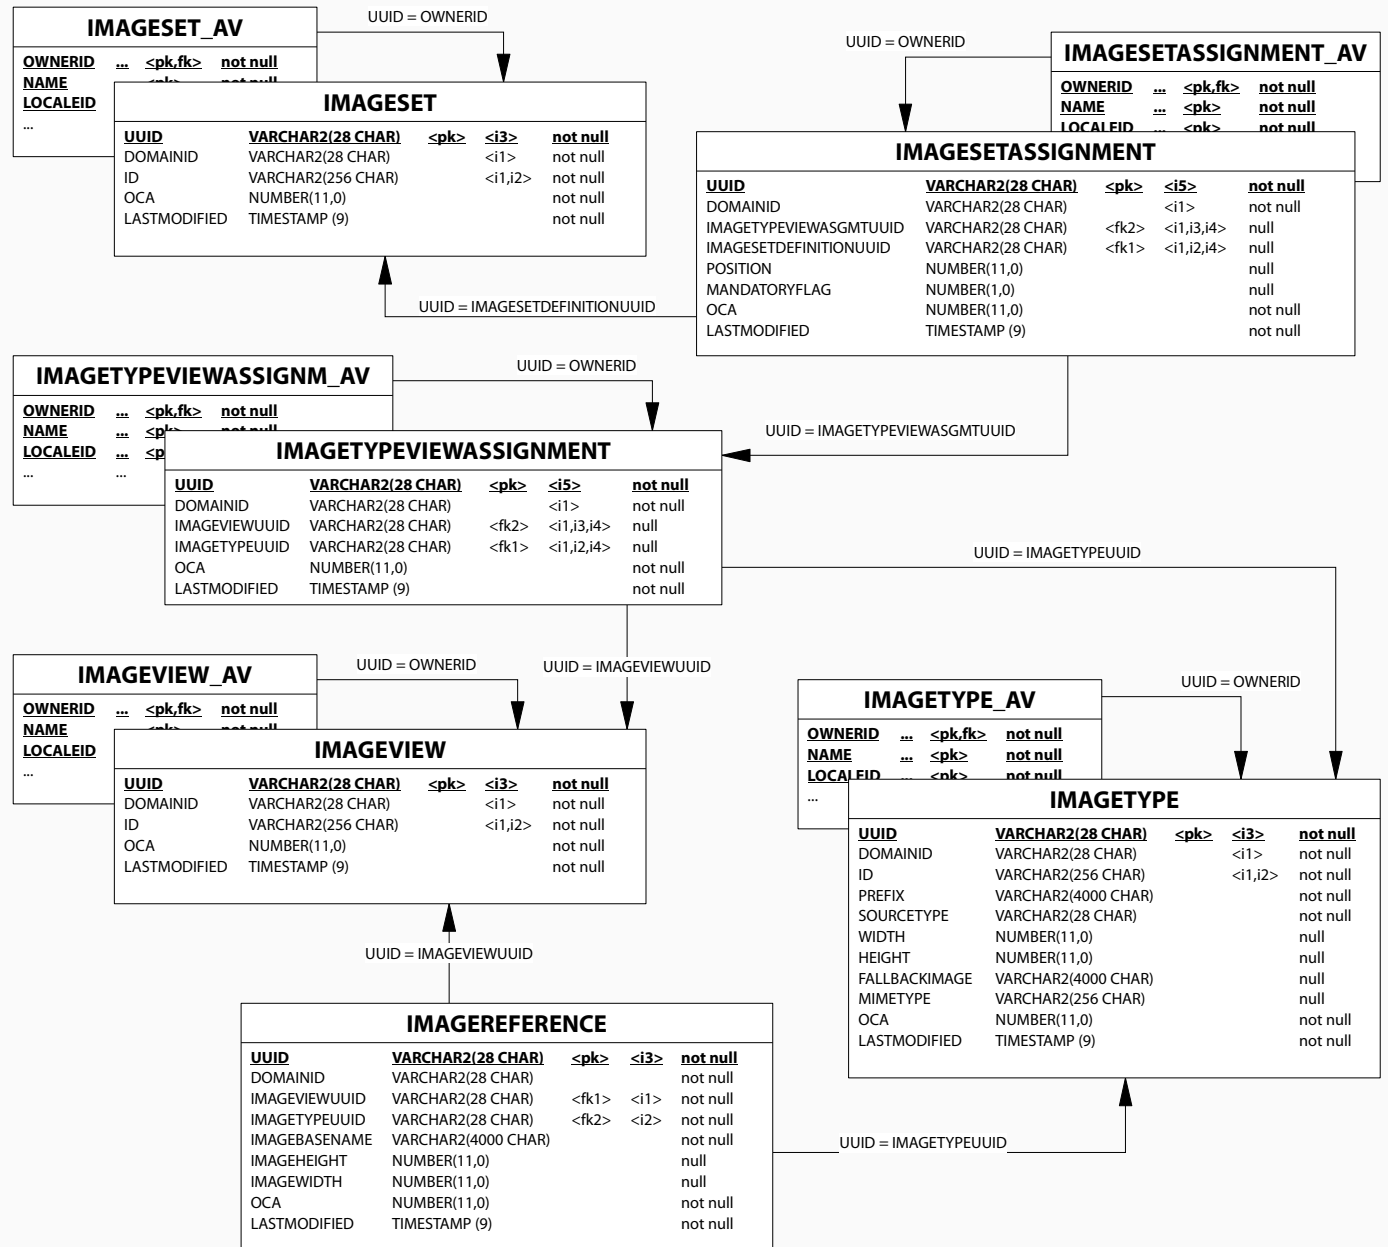 IMAGESET_AV
OWNERID ... <pk,fk> not null
NAME
LOCALEID
...
UUID = OWNERID
IMAGESET
UUID VARCHAR2(28 CHAR) <pk> <i3> not null
DOMAINID VARCHAR2(28 CHAR) <i1> not null
ID VARCHAR2(256 CHAR) <i1,i2> not null
OCA NUMBER(11,0) not null
LASTMODIFIED TIMESTAMP (9) not null
UUID = OWNERID
IMAGESETASSIGNMENT_AV
OWNERID ... <pk,fk> not null
NAME ... <pk> not null
LOCALEID ... <pk> not null
IMAGESETASSIGNMENT
UUID VARCHAR2(28 CHAR) <pk> <i5> not null
DOMAINID VARCHAR2(28 CHAR) <i1> not null
IMAGETYPEVIEWASGMTUUID VARCHAR2(28 CHAR) <fk2> <i1,i3,i4> null
IMAGESETDEFINITIONUUID VARCHAR2(28 CHAR) <fk1> <i1,i2,i4> null
POSITION NUMBER(11,0) null
MANDATORYFLAG NUMBER(1,0) null
OCA NUMBER(11,0) not null
LASTMODIFIED TIMESTAMP (9) not null
UUID = IMAGESETDEFINITIONUUID
IMAGETYPEVIEWASSIGNM_AV
OWNERID ... <pk,fk> not null
NAME ... <pk> not null
LOCALEID ...
... ...
UUID = OWNERID
UUID = IMAGETYPEVIEWASGMTUUID
IMAGETYPEVIEWASSIGNMENT
UUID VARCHAR2(28 CHAR) <pk> <i5> not null
DOMAINID VARCHAR2(28 CHAR) <i1> not null
IMAGEVIEWUUID VARCHAR2(28 CHAR) <fk2> <i1,i3,i4> null
IMAGETYPEUUID VARCHAR2(28 CHAR) <fk1> <i1,i2,i4> null
OCA NUMBER(11,0) not null
LASTMODIFIED TIMESTAMP (9) not null
UUID = IMAGETYPEUUID
IMAGEVIEW_AV
OWNERID ... <pk,fk> not null
NAME
LOCALEID
...
UUID = OWNERID
UUID = IMAGEVIEWUUID
IMAGEVIEW
UUID VARCHAR2(28 CHAR) <pk> <i3> not null
DOMAINID VARCHAR2(28 CHAR) <i1> not null
ID VARCHAR2(256 CHAR) <i1,i2> not null
OCA NUMBER(11,0) not null
LASTMODIFIED TIMESTAMP (9) not null
IMAGETYPE_AV
OWNERID ... <pk,fk> not null
NAME ... <pk> not null
LOCALEID ... <pk> not null
...
UUID = OWNERID
IMAGETYPE
UUID VARCHAR2(28 CHAR) <pk> <i3> not null
DOMAINID VARCHAR2(28 CHAR) <i1> not null
ID VARCHAR2(256 CHAR) <i1,i2> not null
PREFIX VARCHAR2(4000 CHAR) not null
SOURCETYPE VARCHAR2(28 CHAR) not null
WIDTH NUMBER(11,0) null
HEIGHT NUMBER(11,0) null
FALLBACKIMAGE VARCHAR2(4000 CHAR) null
MIMETYPE VARCHAR2(256 CHAR) null
OCA NUMBER(11,0) not null
LASTMODIFIED TIMESTAMP (9) not null
UUID = IMAGEVIEWUUID
IMAGEREFERENCE
UUID VARCHAR2(28 CHAR) <pk> <i3> not null
DOMAINID VARCHAR2(28 CHAR) not null
IMAGEVIEWUUID VARCHAR2(28 CHAR) <fk1> <i1> not null
IMAGETYPEUUID VARCHAR2(28 CHAR) <fk2> <i2> not null
IMAGEBASENAME VARCHAR2(4000 CHAR) not null
IMAGEHEIGHT NUMBER(11,0) null
IMAGEWIDTH NUMBER(11,0) null
OCA NUMBER(11,0) not null
LASTMODIFIED TIMESTAMP (9) not null
UUID = IMAGETYPEUUID